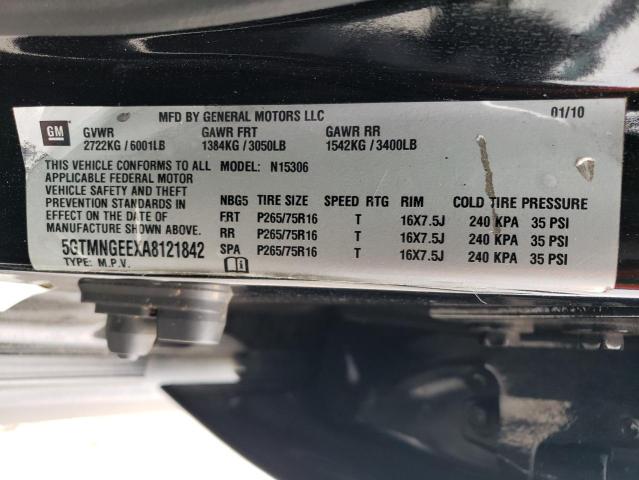 MFD BY GENERAL MOTORS LLC 01/10
GM GVWR GAWR FRT GAWR RR
2722KG / 6001LB 1384KG / 3050LB 1542KG / 3400LB
THIS VEHICLE CONFORMS TO ALL MODEL: N15306
APPLICABLE FEDERAL MOTOR
VEHICLE SAFETY AND THEFT
PREVENTION STANDARDS IN
EFFECT ON THE DATE OF
MANUFACTURE SHOWN ABOVE.
NBG5 TIRE SIZE SPEED RTG RIM COLD TIRE PRESSURE
FRT P265/75R16 T 16X7.5J 240 KPA 35 PSI
RR P265/75R16 T 16X7.5J 240 KPA 35 PSI
SPA P265/75R16 T 16X7.5J 240 KPA 35 PSI
5GTMNGEEXA8121842
TYPE: M.P.V.